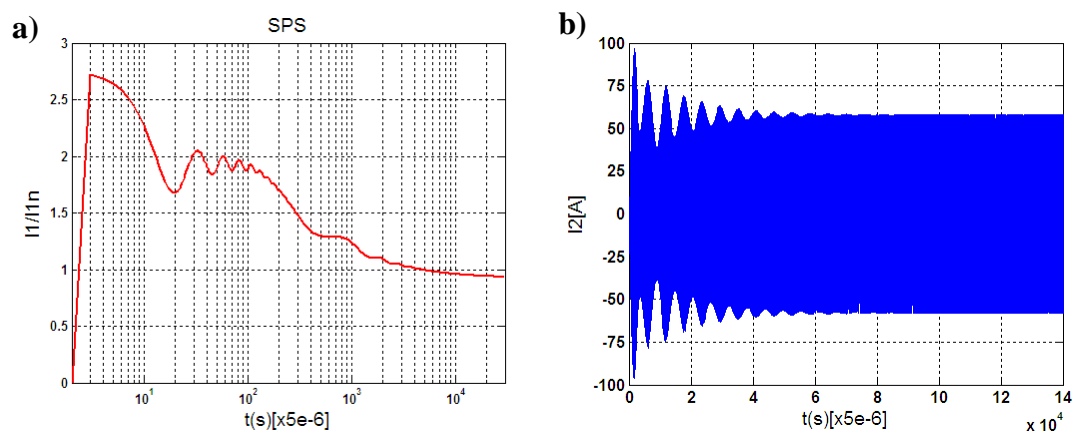 a)
SPS
I1/I1n
3
2.5
2
1.5
1
0.5
0
10^1 10^2 10^3 10^4
t(s)[x5e-6]
b)
I2[A]
100
75
50
25
0
-25
-50
-75
-100
0 2 4 6 8 10 12 14
t(s)[x5e-6]
x 10^4